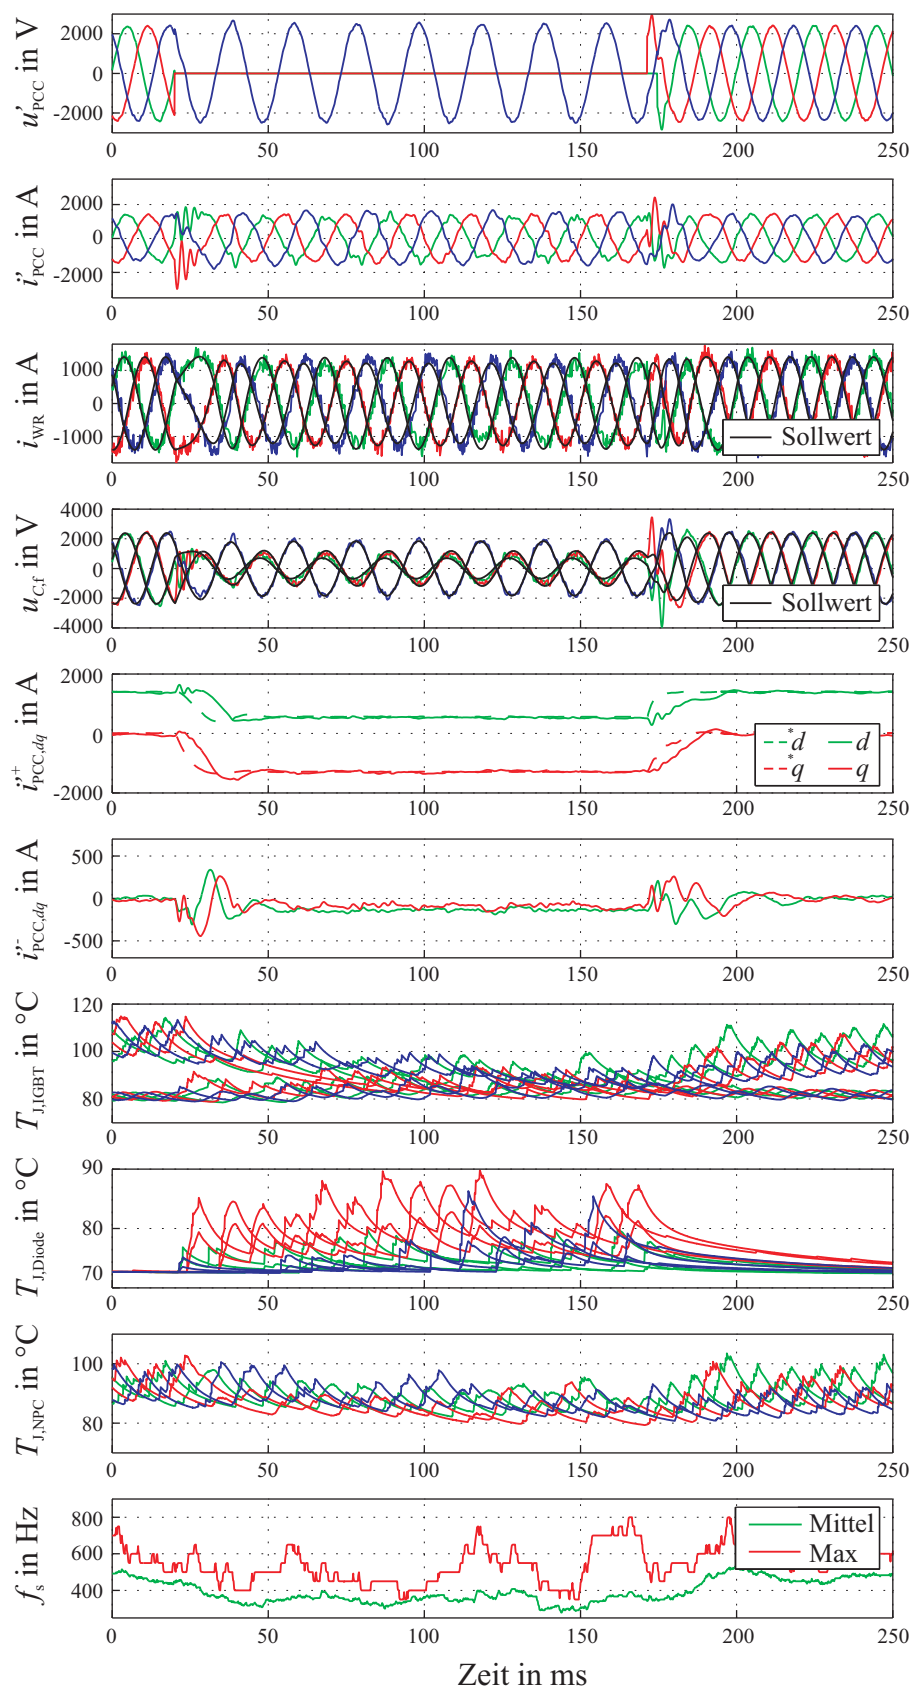 u'PCC in V
2000
0
-2000
0 50 100 150 200 250
i''PCC in A
2000
0
-2000
0 50 100 150 200 250
iWR in A
1000
0
-1000
Sollwert
0 50 100 150 200 250
uC,f in V
4000
2000
0
-2000
-4000
Sollwert
0 50 100 150 200 250
i''+PCC,dq in A
2000
0
-2000
*d d
*q q
0 50 100 150 200 250
i''-PCC,dq in A
500
0
-500
0 50 100 150 200 250
TJ,IGBT in °C
120
100
80
0 50 100 150 200 250
TJ,Diode in °C
90
80
70
0 50 100 150 200 250
TJ,NPC in °C
100
80
0 50 100 150 200 250
fs in Hz
800
600
400
Mittel
Max
0 50 100 150 200 250
Zeit in ms